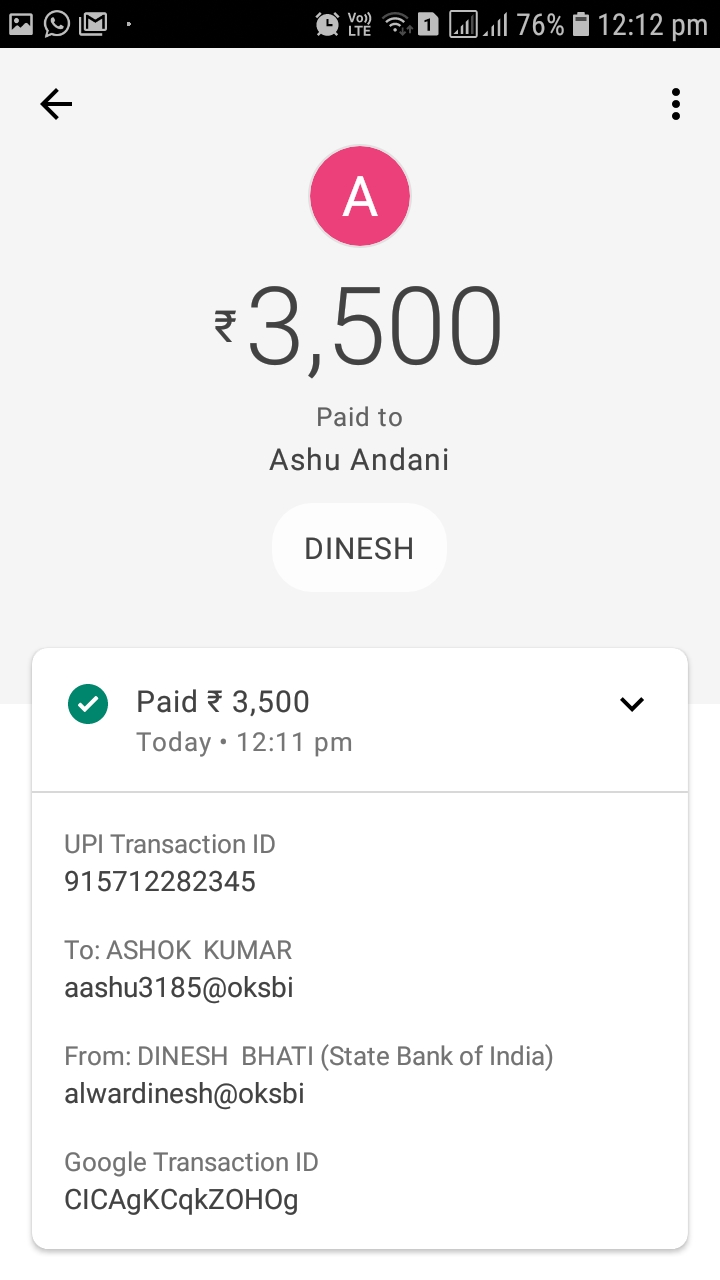 Vo)) LTE 1 76% 12:12 pm
A
₹3,500
Paid to
Ashu Andani
DINESH
Paid ₹ 3,500
Today • 12:11 pm
UPI Transaction ID
915712282345
To: ASHOK  KUMAR
aashu3185@oksbi
From: DINESH  BHATI (State Bank of India)
alwardinesh@oksbi
Google Transaction ID
CICAgKCqkZOHOg